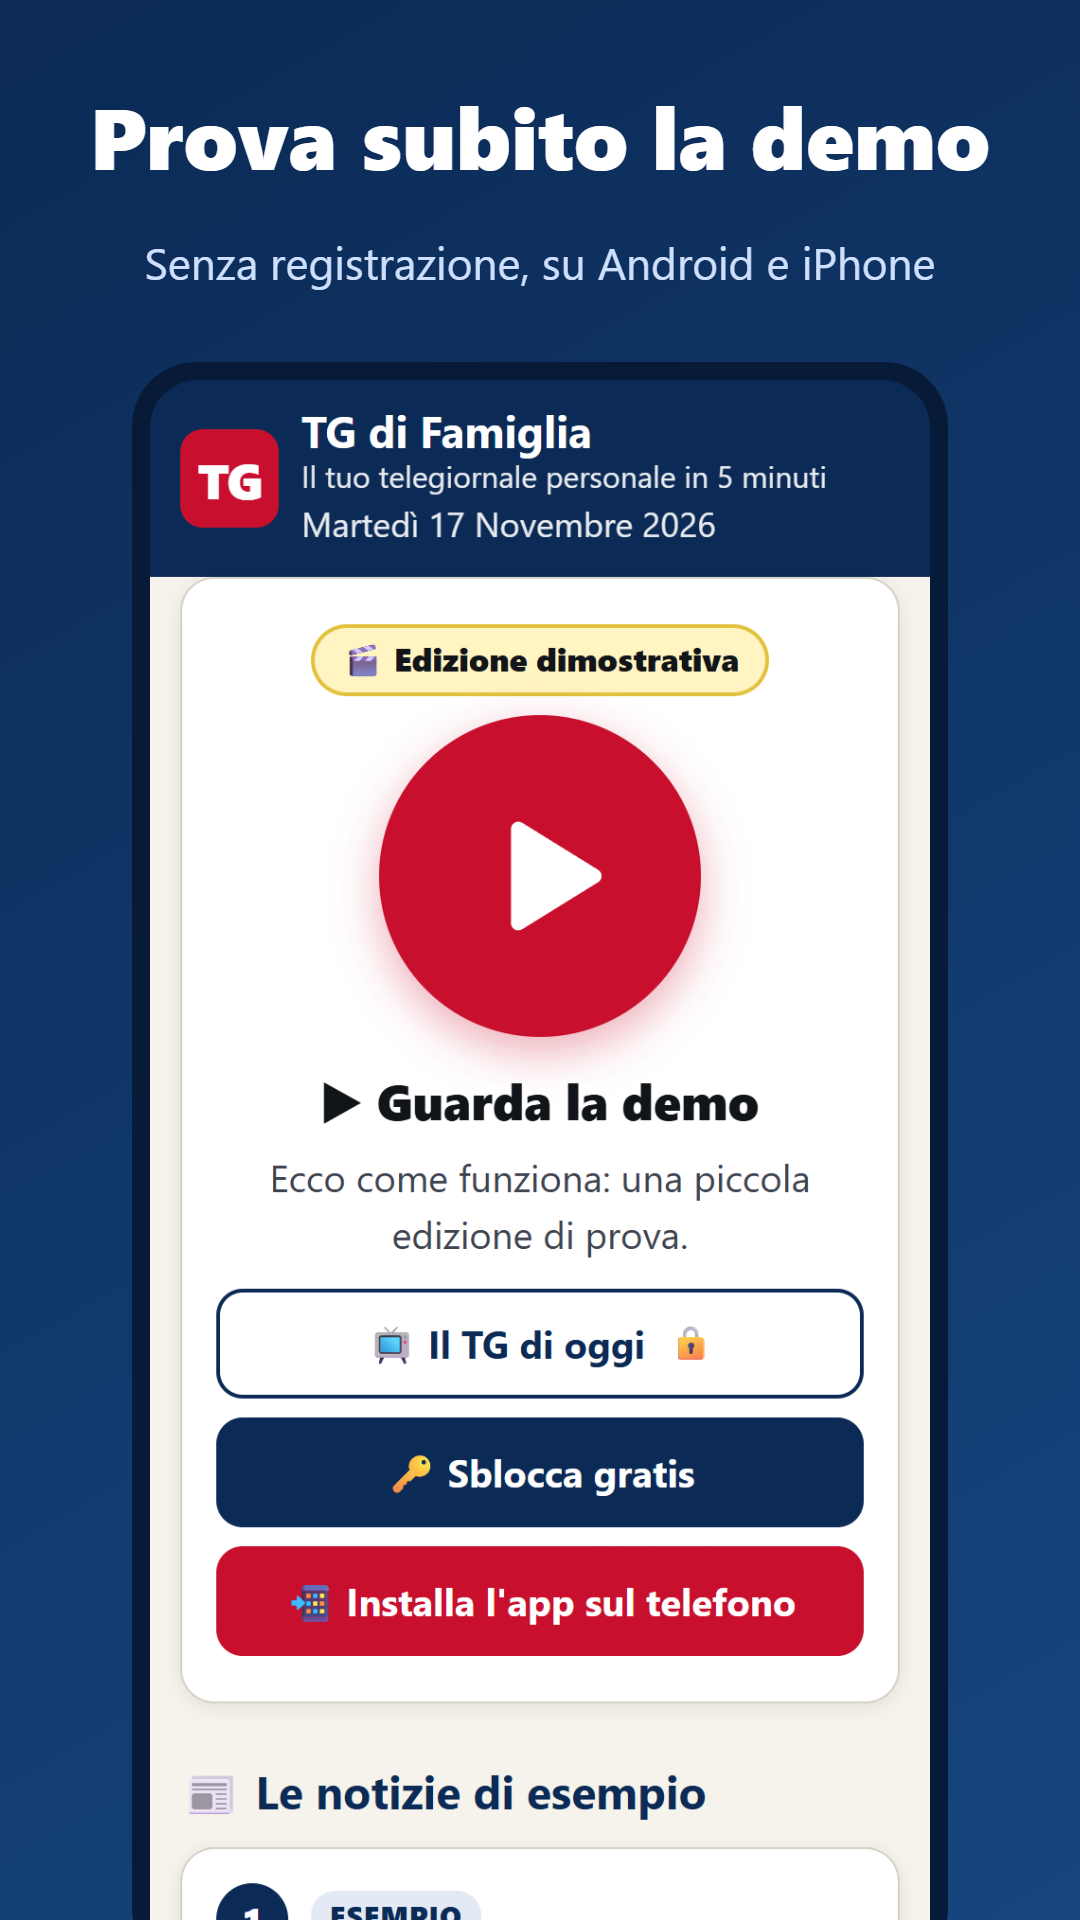 Prova subito la demo
Senza registrazione, su Android e iPhone
TG
TG di Famiglia
Il tuo telegiornale personale in 5 minuti
Martedì 17 Novembre 2026
Edizione dimostrativa
▶ Guarda la demo
Ecco come funziona: una piccola
edizione di prova.
Il TG di oggi
Sblocca gratis
Installa l'app sul telefono
Le notizie di esempio
1
ESEMPIO